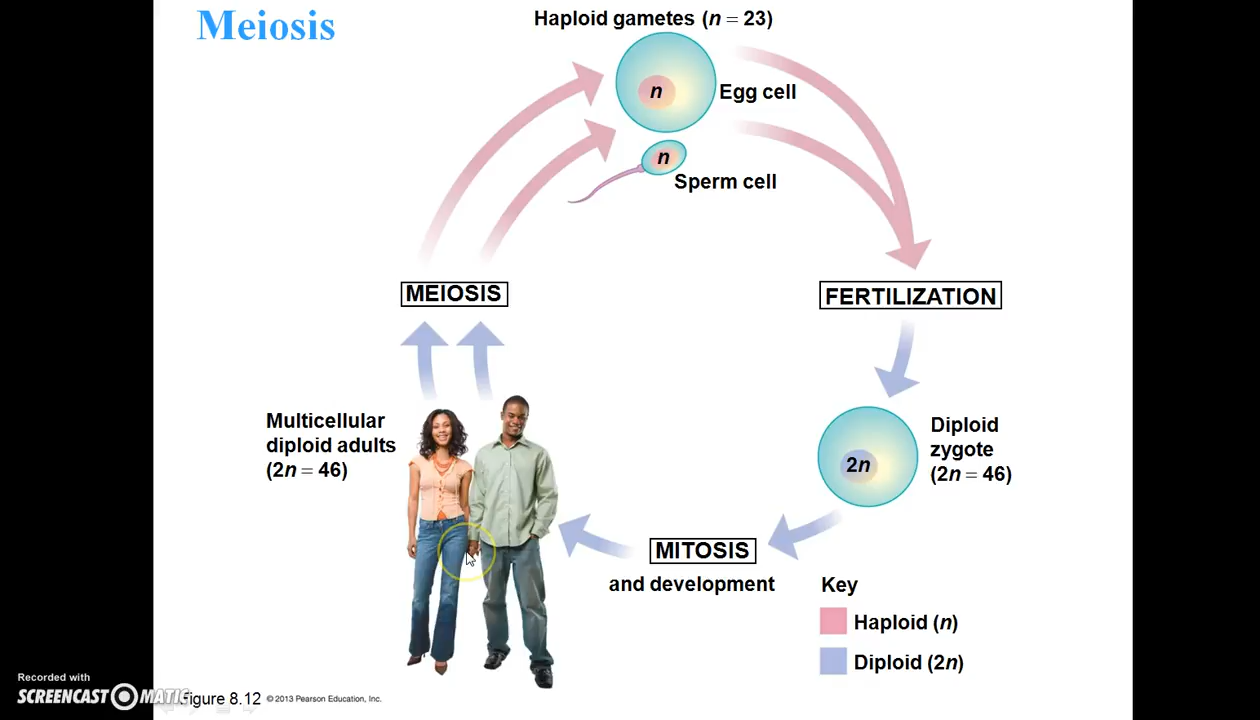 Meiosis
Haploid gametes (n = 23)
n
Egg cell
n
Sperm cell
MEIOSIS
FERTILIZATION
Multicellular
diploid adults
(2n = 46)
2n
Diploid
zygote
(2n = 46)
MITOSIS
and development
Key
Haploid (n)
Diploid (2n)
Recorded with
SCREENCAST MATIC
Figure 8.12 © 2013 Pearson Education, Inc.